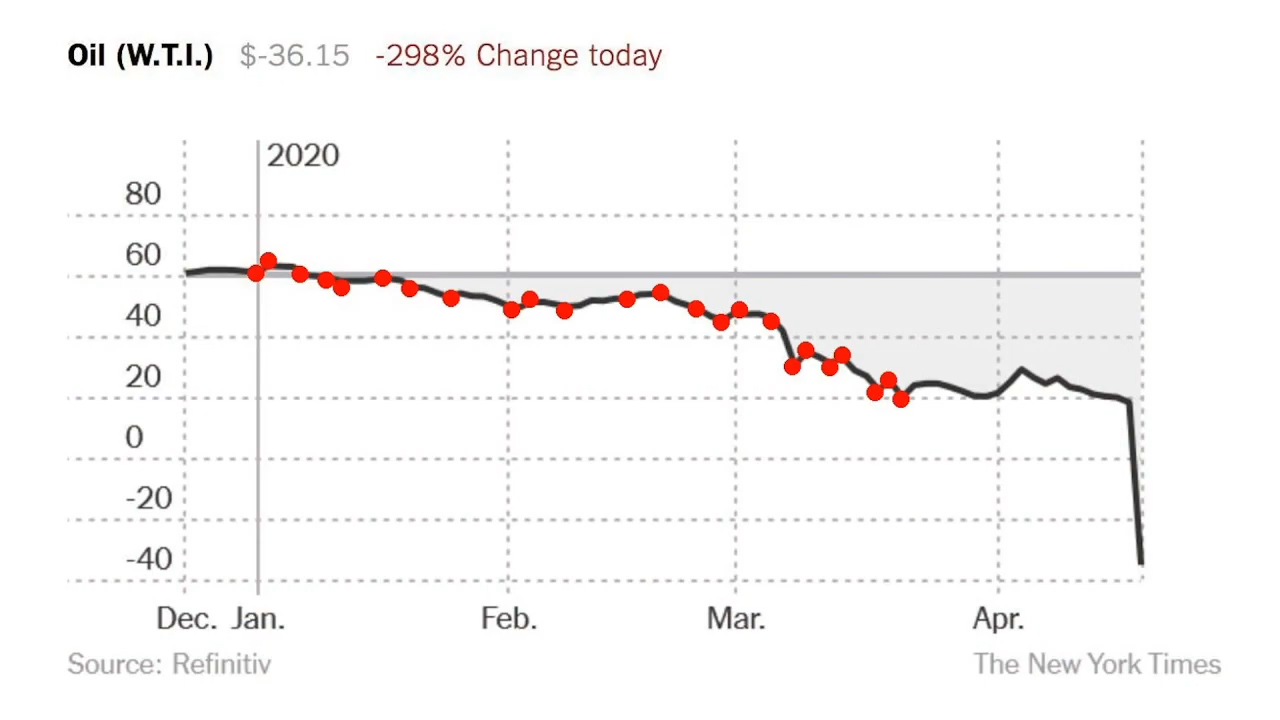 Oil (W.T.I.) $-36.15 -298% Change today
2020
80
60
40
20
0
-20
-40
Dec. Jan. Feb. Mar. Apr.
Source: Refinitiv The New York Times